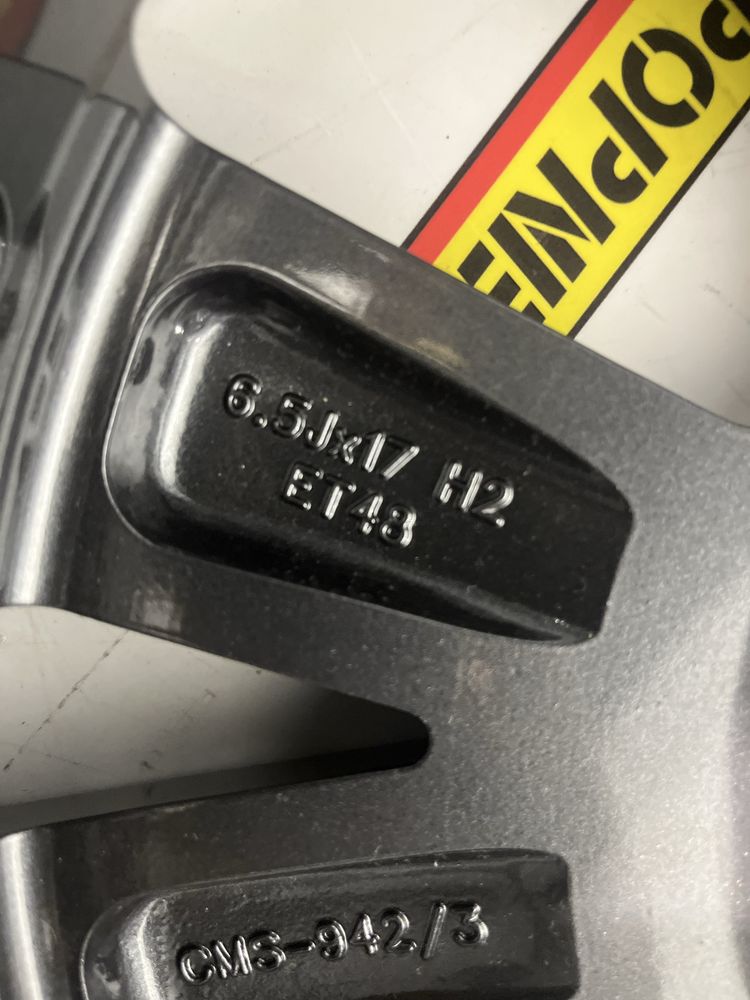 6.5Jx17 H2
ET48
CMS-942/3